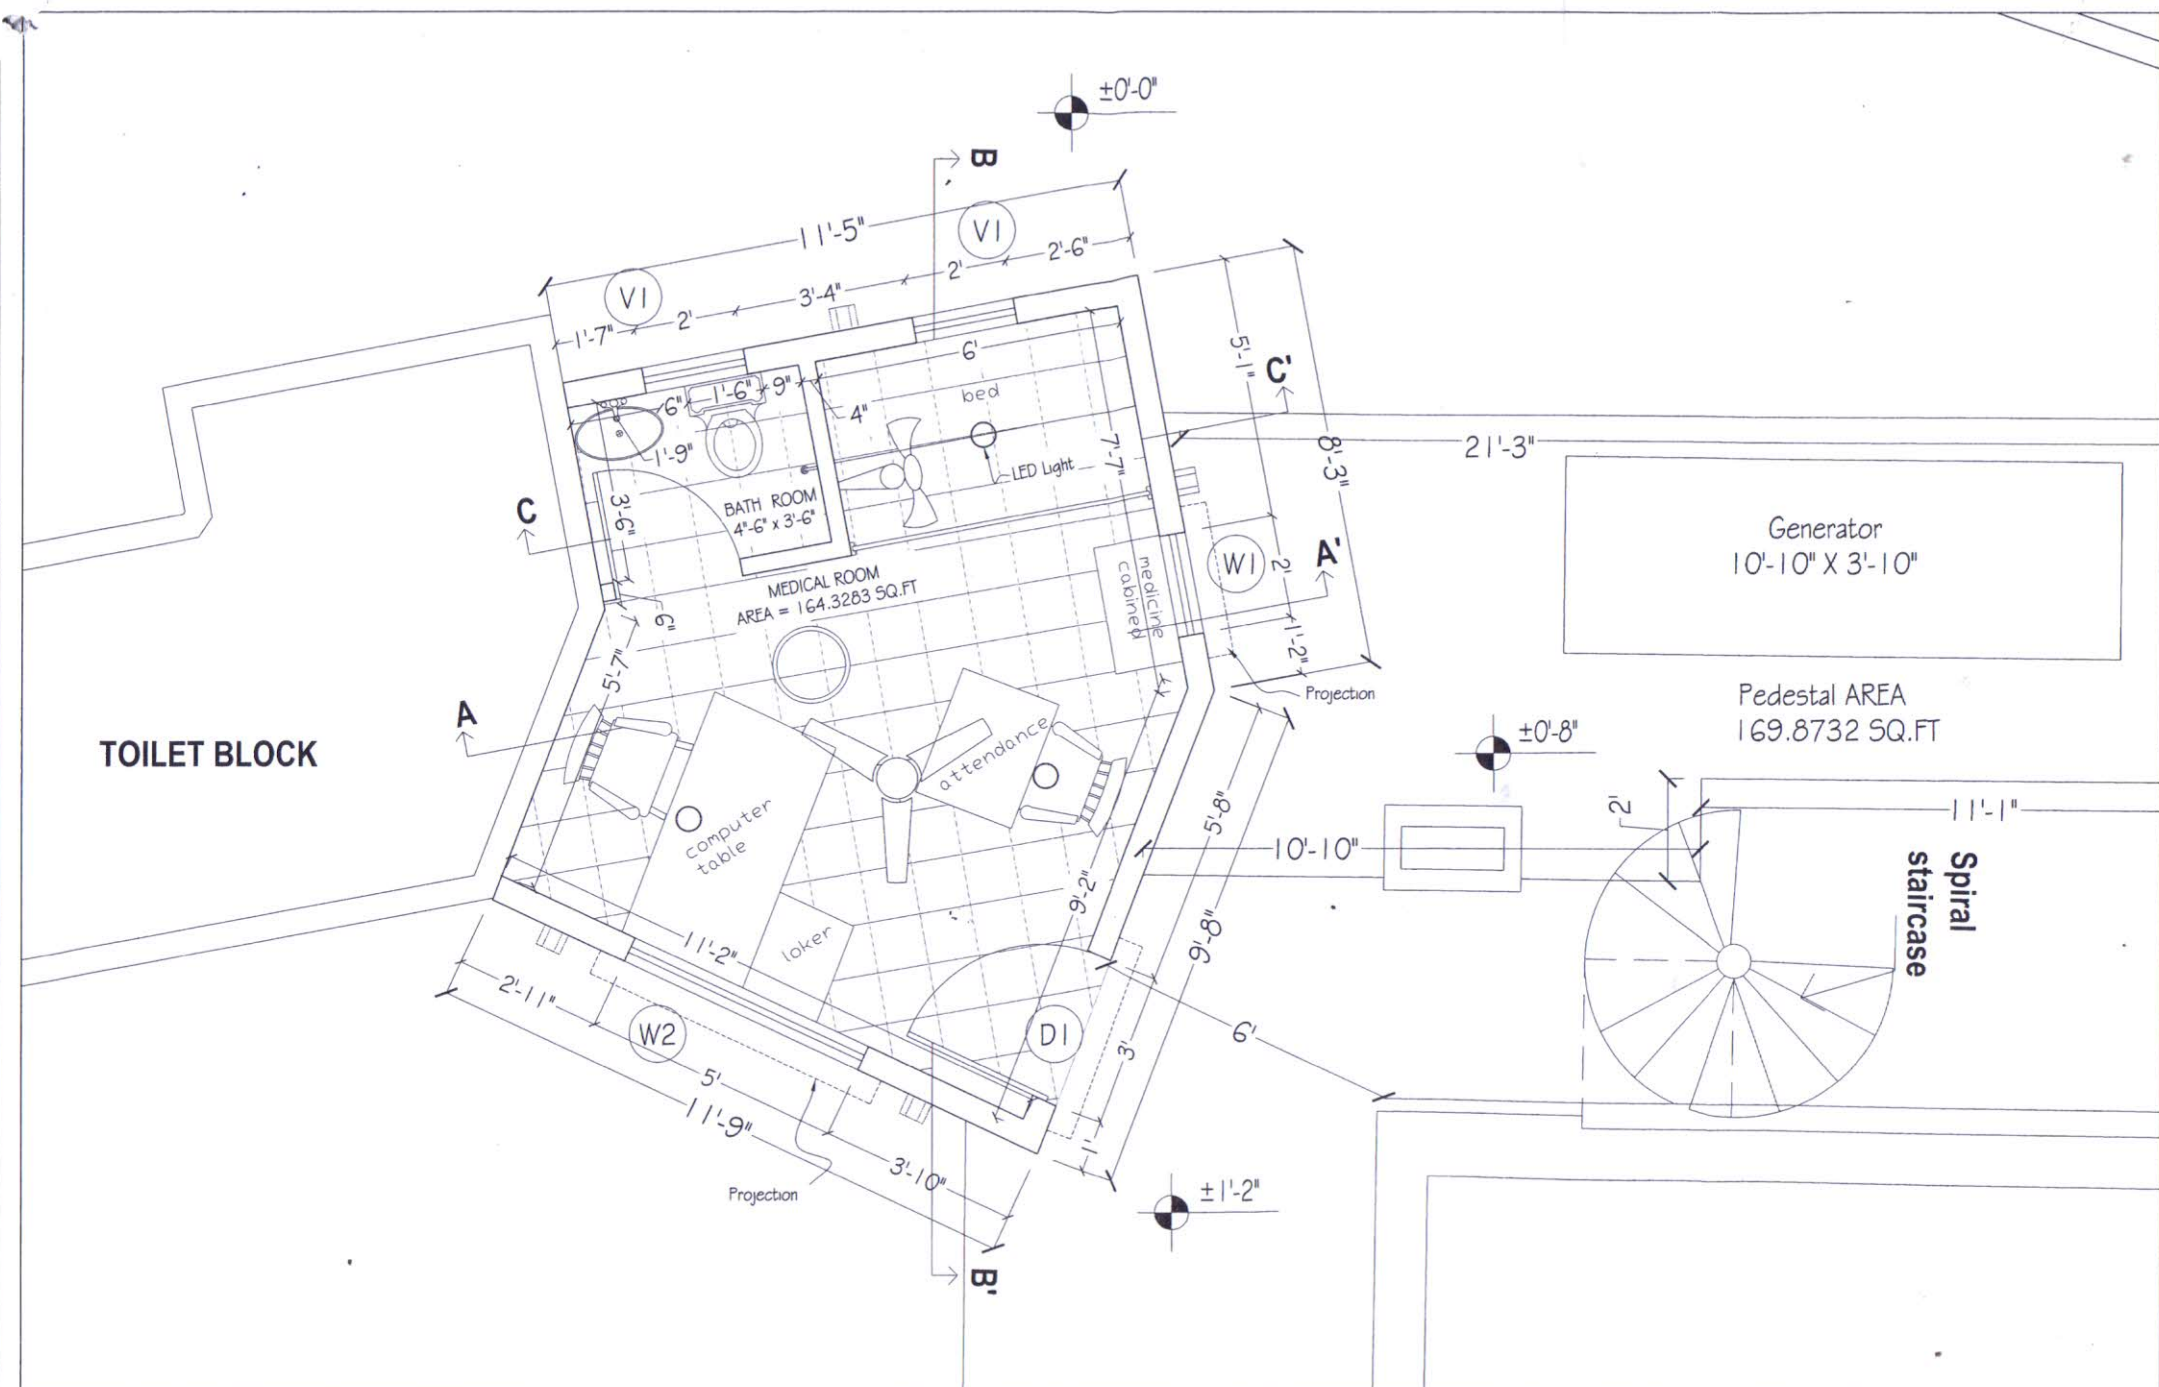 ±0'-0"
B
11'-5"
V1
V1
2'-6"
2'
3'-4"
2'
1'-7"
6'
bed
5'-1"
C'
6"
1'-6"
9"
4"
1'-9"
7'-7"
8'-3"
21'-3"
LED Light
BATH ROOM
4"-6" x 3'-6"
3'-6"
C
Generator
10'-10" X 3'-10"
W1
2'
A'
medicine
cabined
MEDICAL ROOM
AREA = 164.3283 SQ.FT
6"
1'-2"
5'-7"
Projection
Pedestal AREA
169.8732 SQ.FT
A
TOILET BLOCK
±0'-8"
attendance
computer
table
5'-8"
2'
11'-1"
10'-10"
Spiral
staircase
9'-2"
9'-8"
loker
11'-2"
2'-11"
W2
D1
3'
6'
5'
11'-9"
1'
3'-10"
Projection
±1'-2"
B'